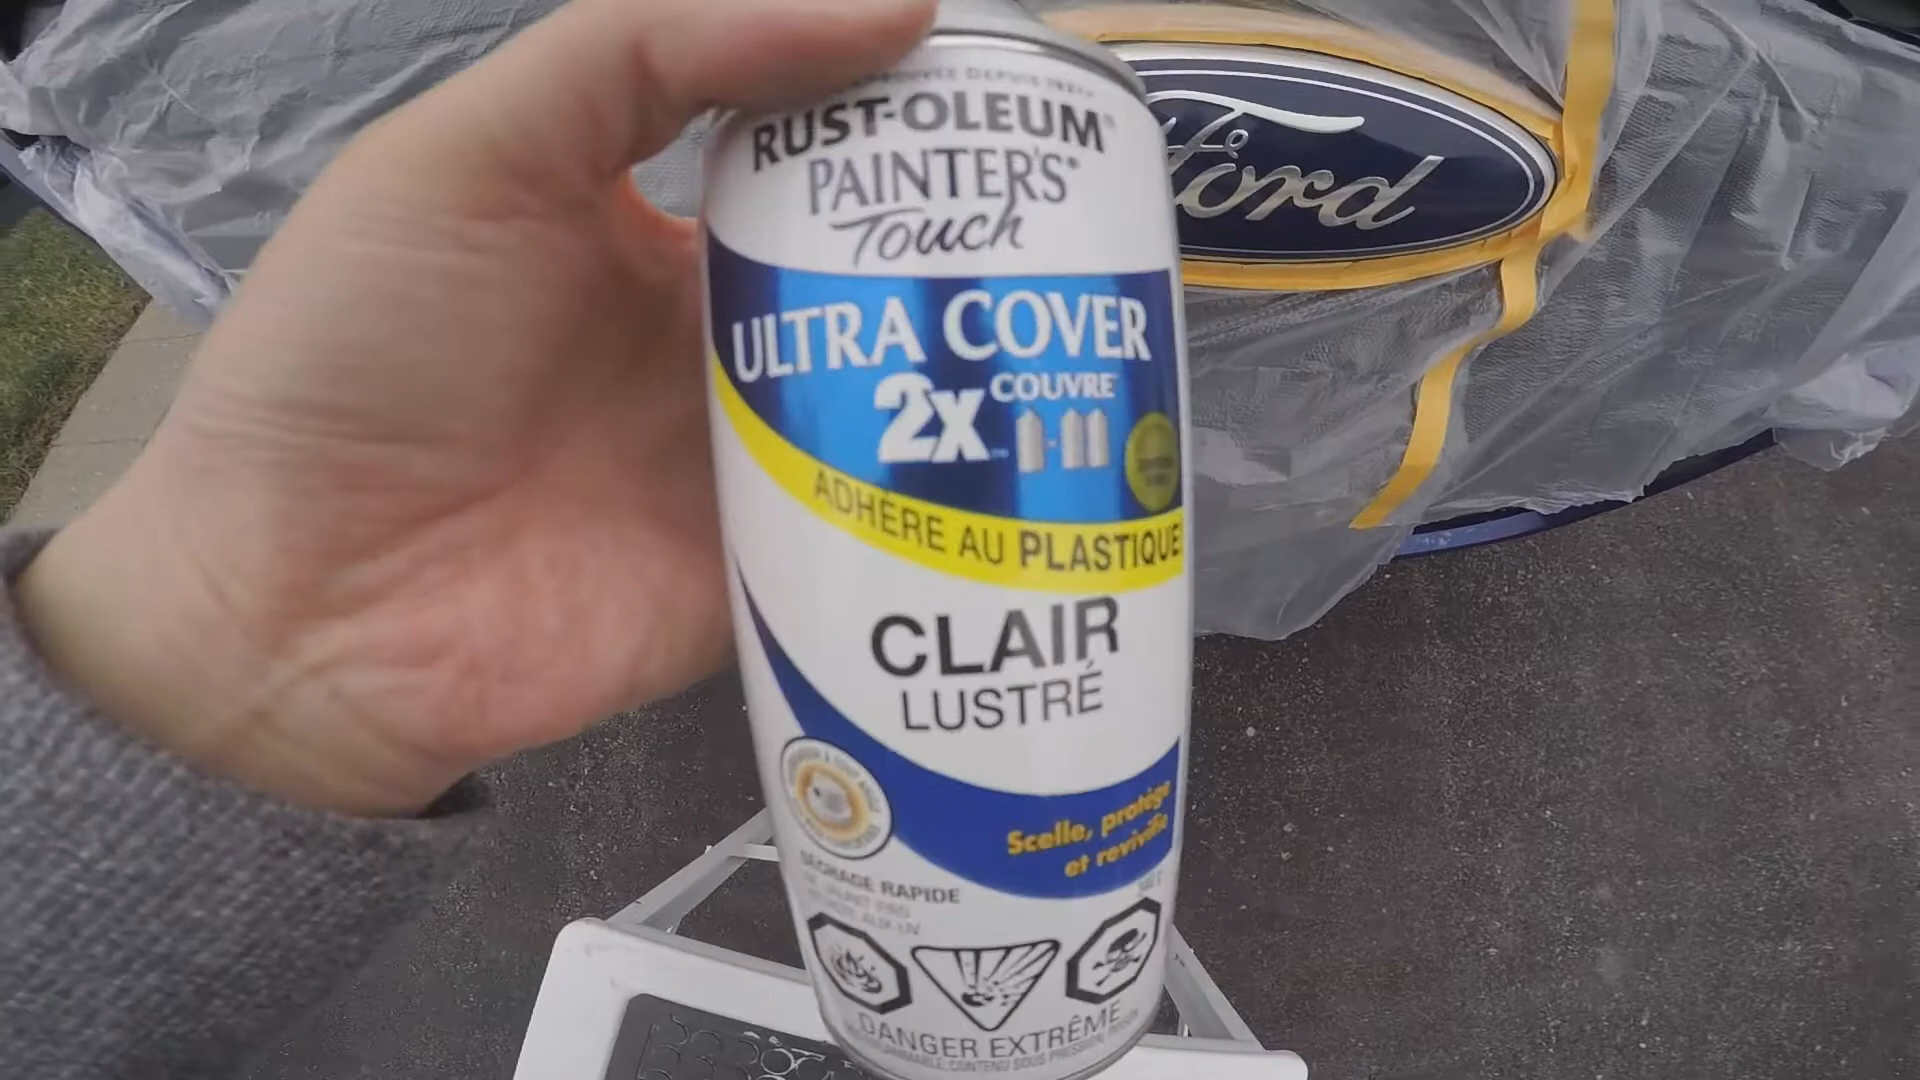 RUST-OLEUM®
PAINTER'S®
Touch
ULTRA COVER
2X COUVRE
ADHÈRE AU PLASTIQUE
CLAIR
LUSTRÉ
Scelle, protège
et revivifie
SÉCHAGE RAPIDE
DANGER EXTRÊME
Ford